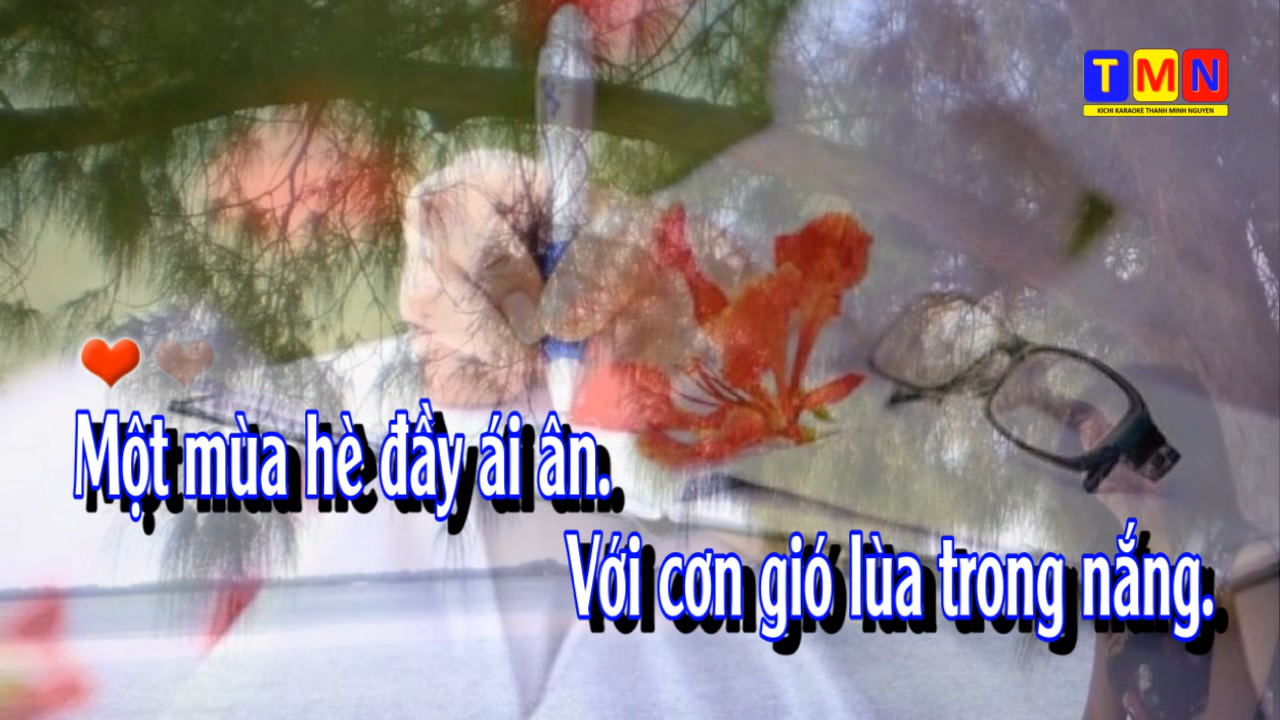 TMN
KICHI KARAOKE THANH MINH NGUYEN
Một mùa hè đầy ái ân.
Với cơn gió lùa trong nắng.